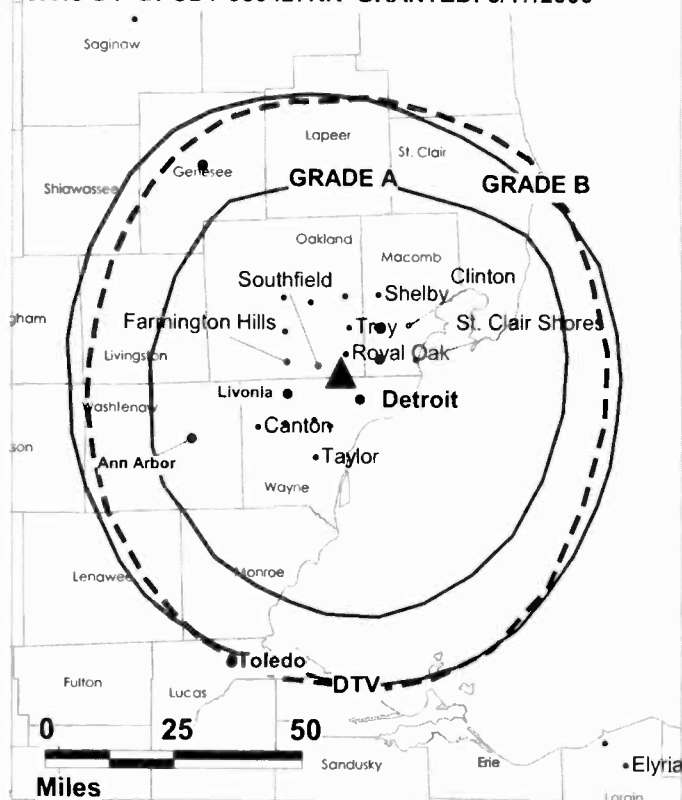 Saginaw
Lapeer
St. Clair
Genesee
GRADE A
GRADE B
Shiawassee
Oakland
Macomb
Southfield
Clinton
Shelby
Farmington Hills
Troy
St. Clair Shores
Livingston
Royal Oak
Livonia
Detroit
Washtenaw
Canton
Ann Arbor
Taylor
Wayne
Lenawee
Monroe
Toledo
Fulton
Lucas
DTV
0 25 50
Miles
Sandusky
Erie
Elyria